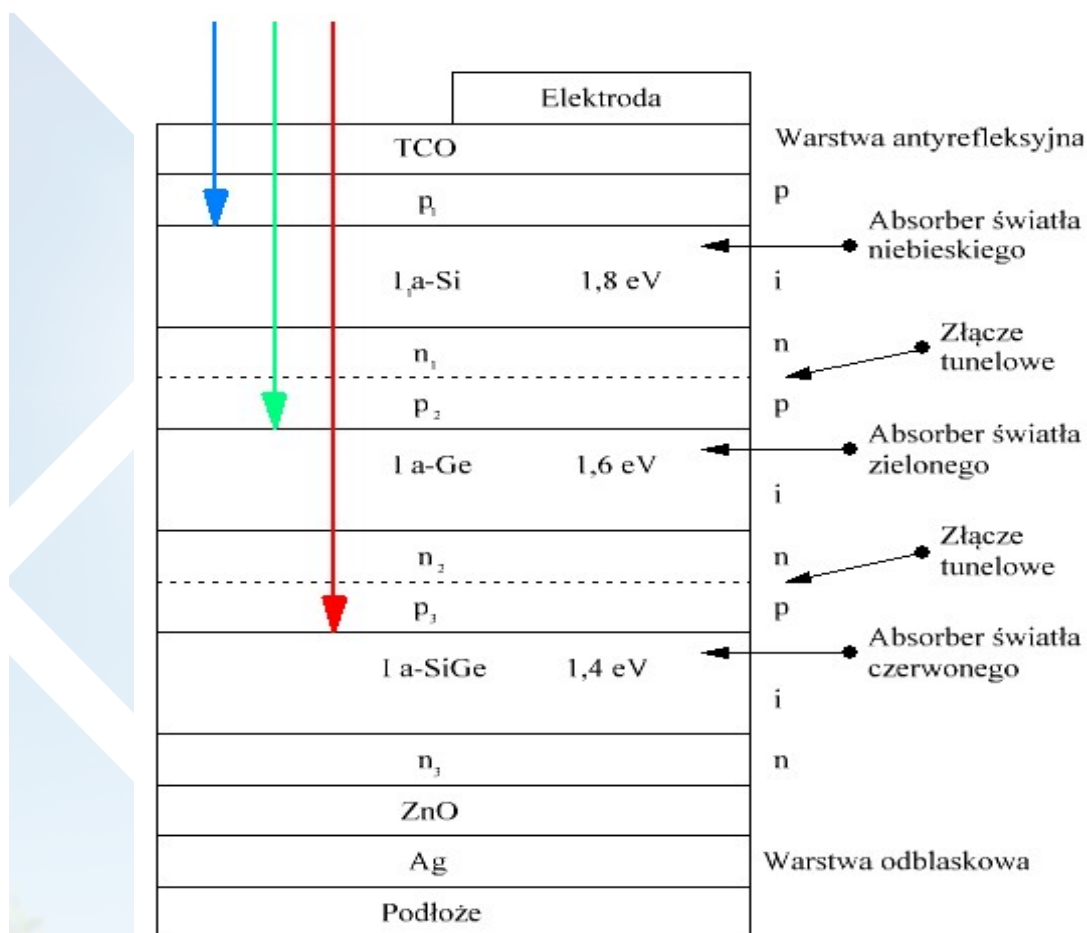 Elektroda
TCO
Warstwa antyrefleksyjna
p₁
p
Absorber światła
niebieskiego
I₁a-Si 1,8 eV
i
n₁
n
Złącze
tunelowe
p₂
p
Absorber światła
zielonego
I a-Ge 1,6 eV
i
n₂
n
Złącze
tunelowe
p₃
p
Absorber światła
czerwonego
I a-SiGe 1,4 eV
i
n₃
n
ZnO
Ag
Warstwa odblaskowa
Podłoże